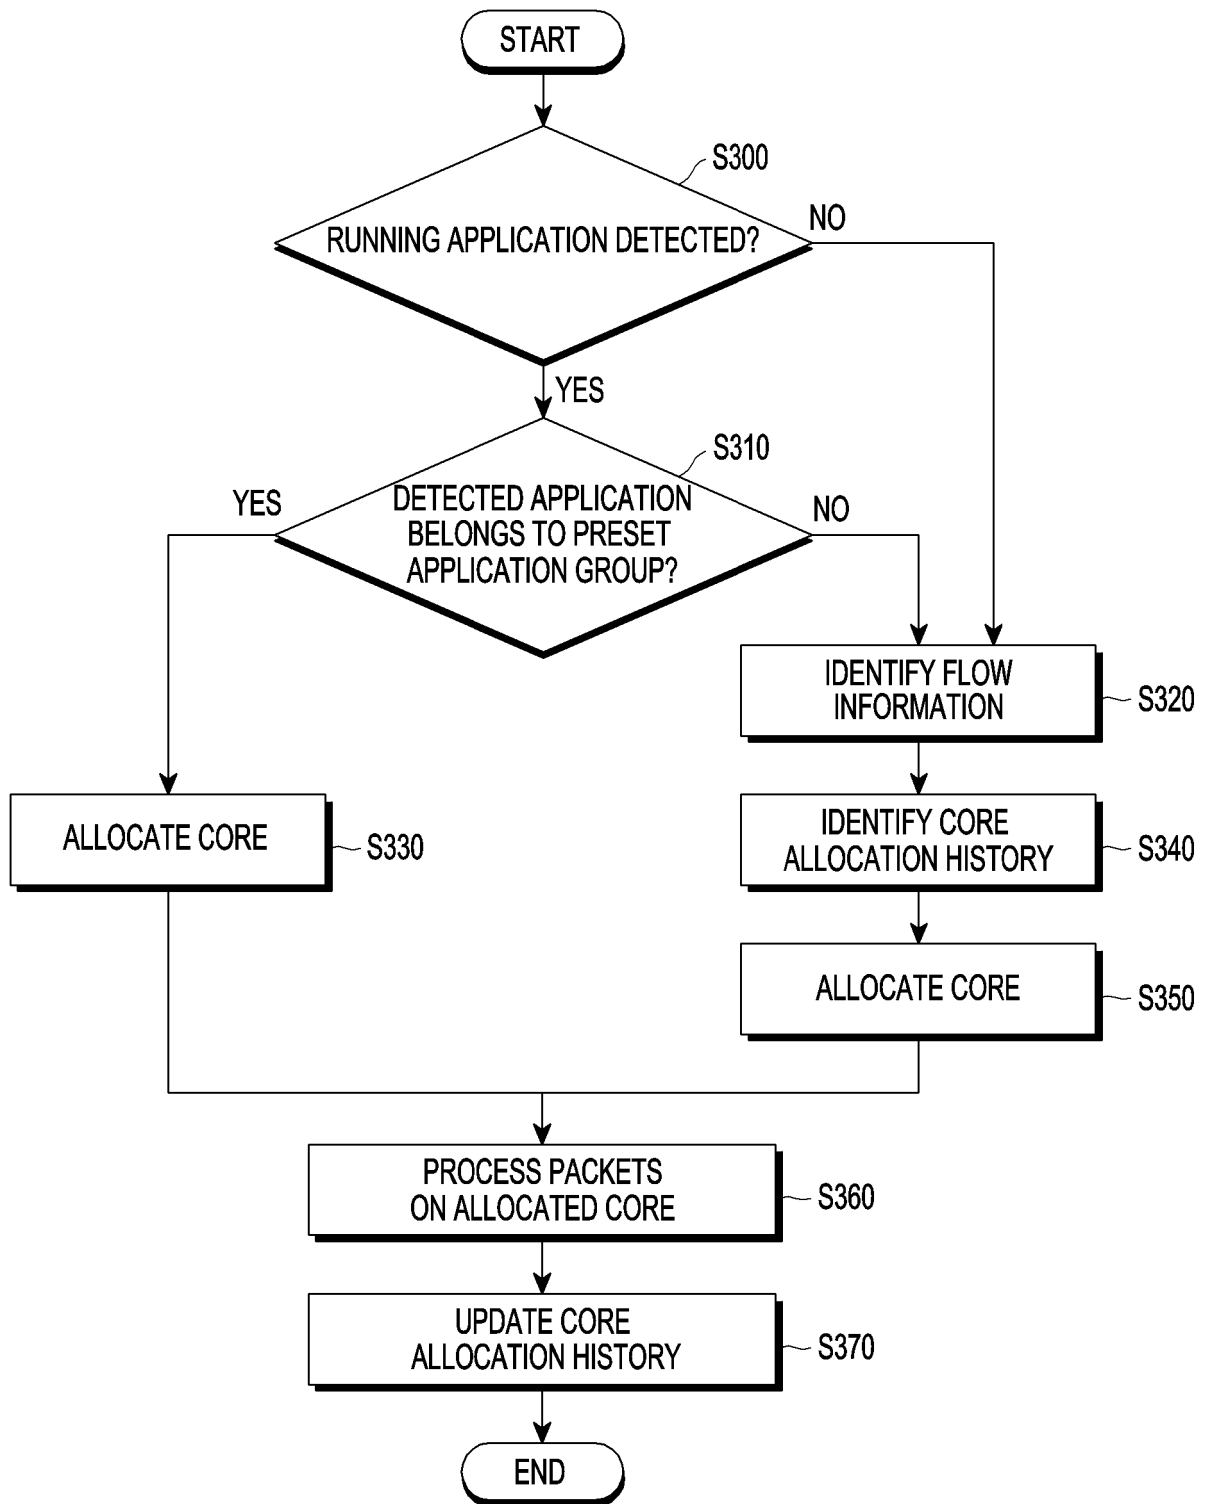 START
S300
NO
RUNNING APPLICATION DETECTED?
YES
S310
YES
DETECTED APPLICATION
BELONGS TO PRESET
APPLICATION GROUP?
NO
IDENTIFY FLOW
INFORMATION
S320
ALLOCATE CORE
S330
IDENTIFY CORE
ALLOCATION HISTORY
S340
ALLOCATE CORE
S350
PROCESS PACKETS
ON ALLOCATED CORE
S360
UPDATE CORE
ALLOCATION HISTORY
S370
END